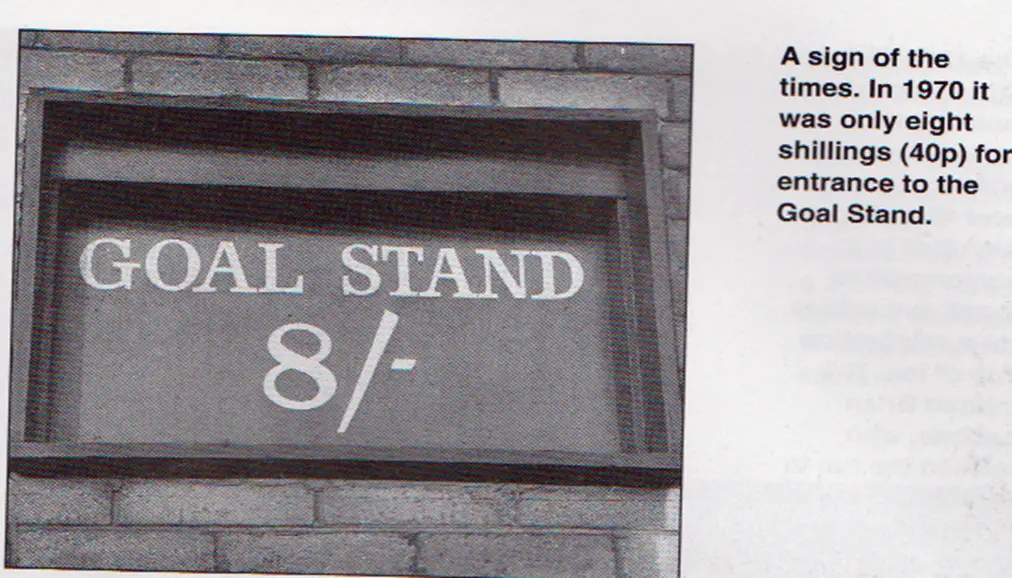 GOAL STAND
8/-
A sign of the
times. In 1970 it
was only eight
shillings (40p) for
entrance to the
Goal Stand.